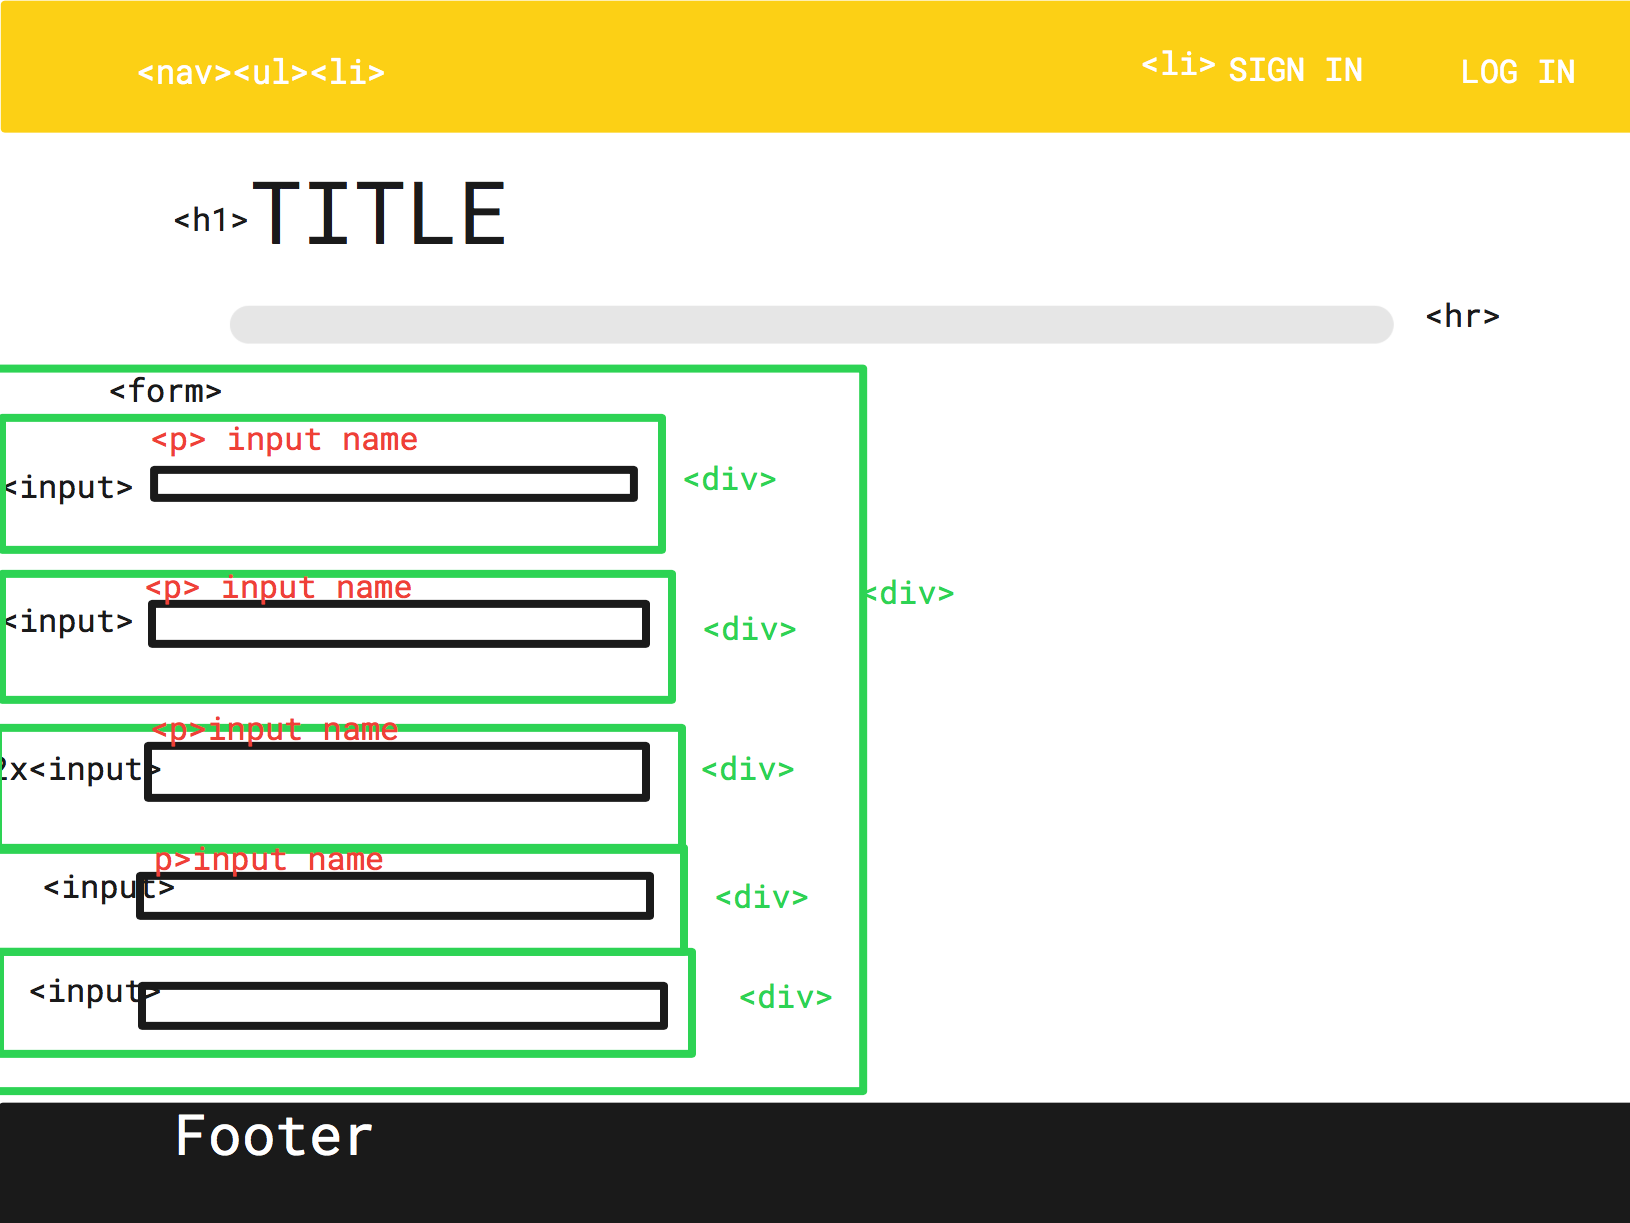 <nav><ul><li>
<li> SIGN IN LOG IN
<h1>TITLE
<hr>
<form>
<p> input name
<input>
<div>
<p> input name
<input>
<div>
<div>
<p>input name
2x<input>
<div>
p>input name
<input>
<div>
<input>
<div>
Footer